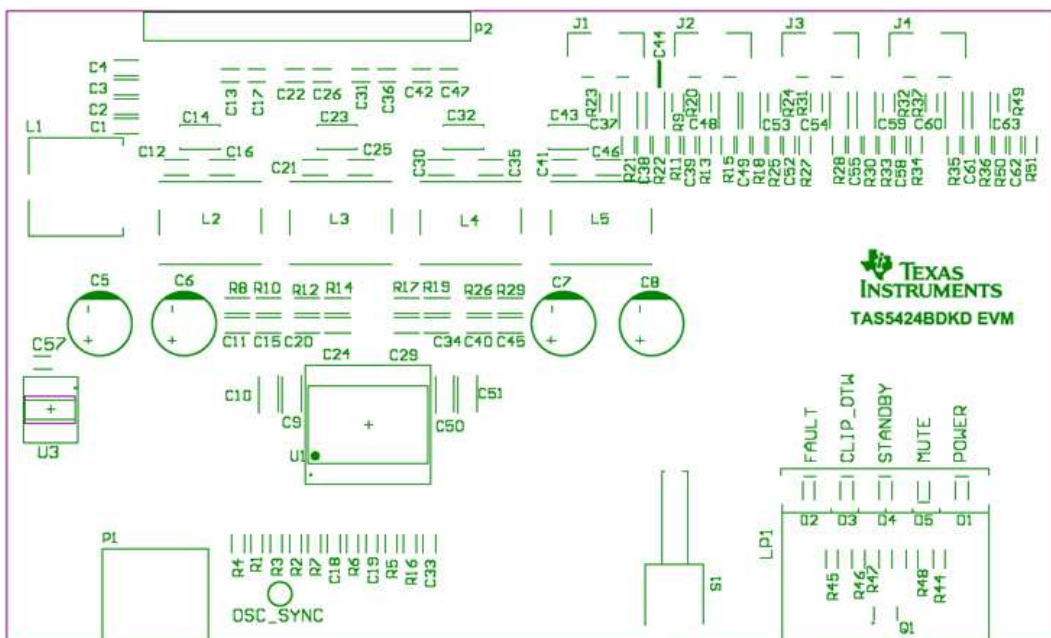 P2
J1
J2
J3
J4
C44
C4
C3
C2
C1
L1
C13
C17
C22
C26
C31
C36
C42
C47
R23
R9
R20
R24
R31
R32
R37
R49
C14
C23
C32
C43
C37
C48
C53
C54
C59
C60
C63
C12
C16
C21
C25
C30
C35
C41
C46
R21
C38
R22
R11
C39
R13
R15
C49
R18
R25
C52
R27
R28
C55
R30
R33
C58
R34
R35
C61
R36
R50
C62
R51
L2
L3
L4
L5
TEXAS
INSTRUMENTS
TAS5424BDKD EVM
C5
C6
R8
R10
R12
R14
R17
R19
R26
R29
C7
C8
C11
C15
C20
C34
C40
C45
C57
C24
C29
C10
C9
C50
C51
U1
U3
FAULT
CLIP_OTW
STANDBY
MUTE
POWER
D2
D3
D4
D5
D1
LP1
P1
R4
R1
R3
R2
R7
C18
R6
C19
R5
R16
C33
OSC_SYNC
S1
R45
R46
R47
R48
R44
Q1